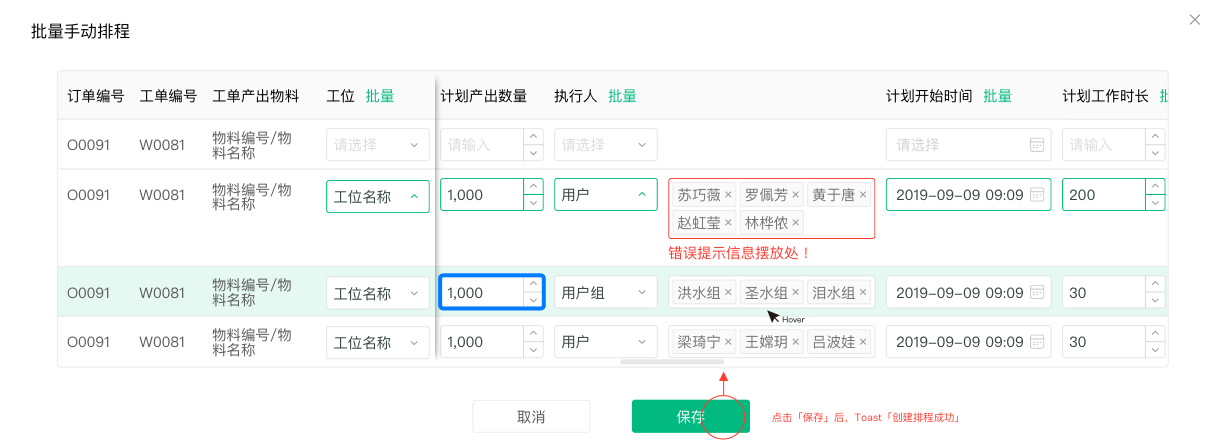 批量手动排程
订单编号 工单编号 工单产出物料 工位 批量 计划产出数量 执行人 批量 计划开始时间 批量 计划工作时长
O0091 W0081 物料编号/物料名称 请选择 请输入 请选择 请选择 请输入
O0091 W0081 物料编号/物料名称 工位名称 1,000 用户 苏巧薇 × 罗佩芳 × 黄于唐 × 2019-09-09 09:09 200
赵虹莹 × 林桦侬 ×
错误提示信息摆放处！
O0091 W0081 物料编号/物料名称 工位名称 1,000 用户组 洪水组 × 圣水组 × 泪水组 × 2019-09-09 09:09 30
Hover
O0091 W0081 物料编号/物料名称 工位名称 1,000 用户 梁琦宁 × 王嫦玥 × 吕波娃 × 2019-09-09 09:09 30
取消 保存 点击「保存」后，Toast「创建排程成功」